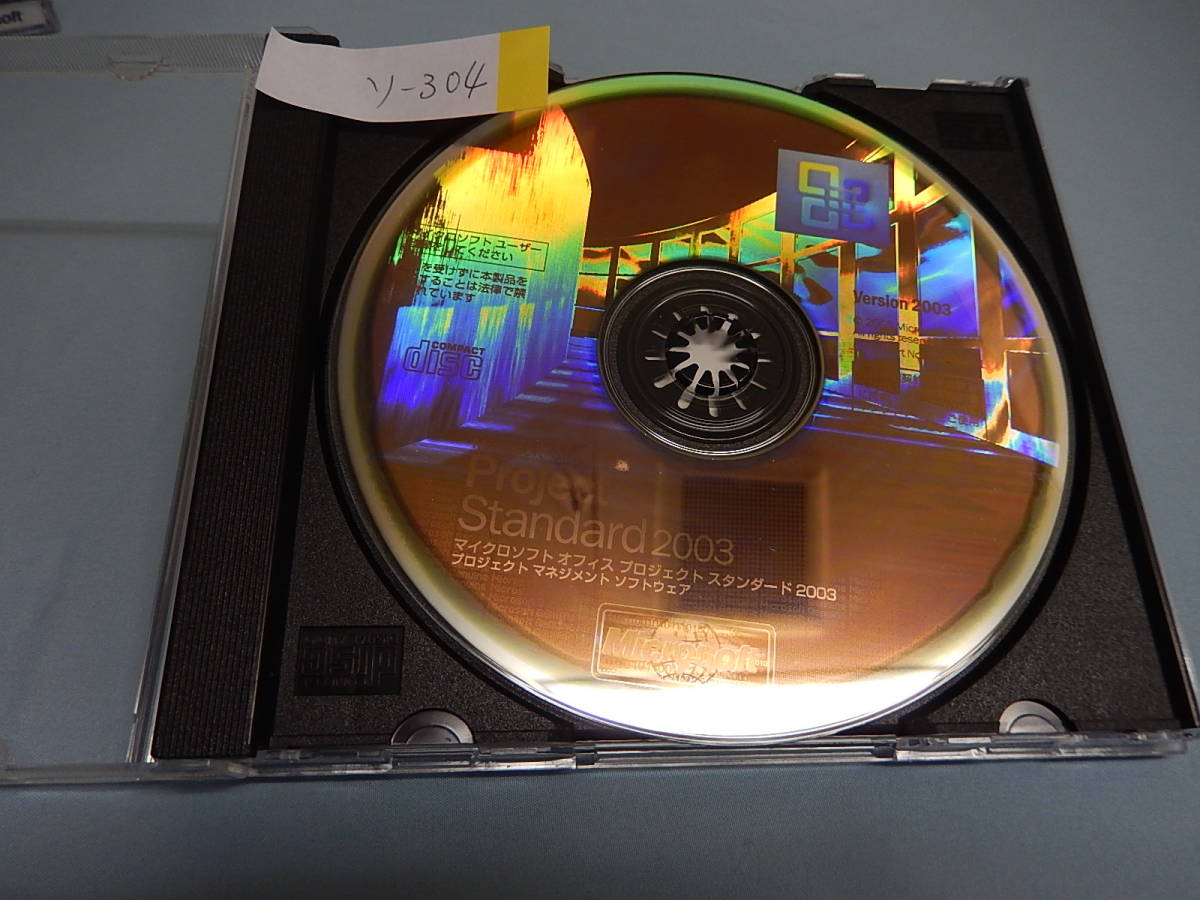 ソ-304
ソフト ユーザー
ください
を受けずに本製品を
することは法律で禁
れています
COMPACT
disc
Version 2003
Project
Standard 2003
マイクロソフト オフィス プロジェクト スタンダード 2003
プロジェクト マネジメント ソフトウェア
Microsoft